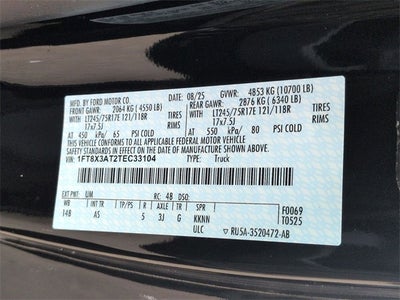 MFD. BY FORD MOTOR CO.
DATE: 08/25 GVWR: 4853 KG (10700 LB)
FRONT GAWR: 2064 KG ( 4550 LB) REAR GAWR: 2876 KG ( 6340 LB)
WITH LT245/75R17E 121/118R TIRES WITH LT245/75R17E 121/118R TIRES
17x7.5J RIMS 17x7.5J RIMS
AT 450 kPa/ 65 PSI COLD AT 550 kPa/ 80 PSI COLD
THIS VEHICLE CONFORMS TO ALL APPLICABLE FEDERAL MOTOR VEHICLE
SAFETY STANDARDS IN EFFECT ON THE DATE OF MANUFACTURE SHOWN ABOVE.
VIN: 1FT8X3AT2TEC33104 TYPE: Truck
EXT PNT: UM RC: 48 DSO:
WB INT TR TP/PS R AXLE TR SPR F0069
148 AS 5 3J G KKNN T0525
ULC RU5A-3520472-AB